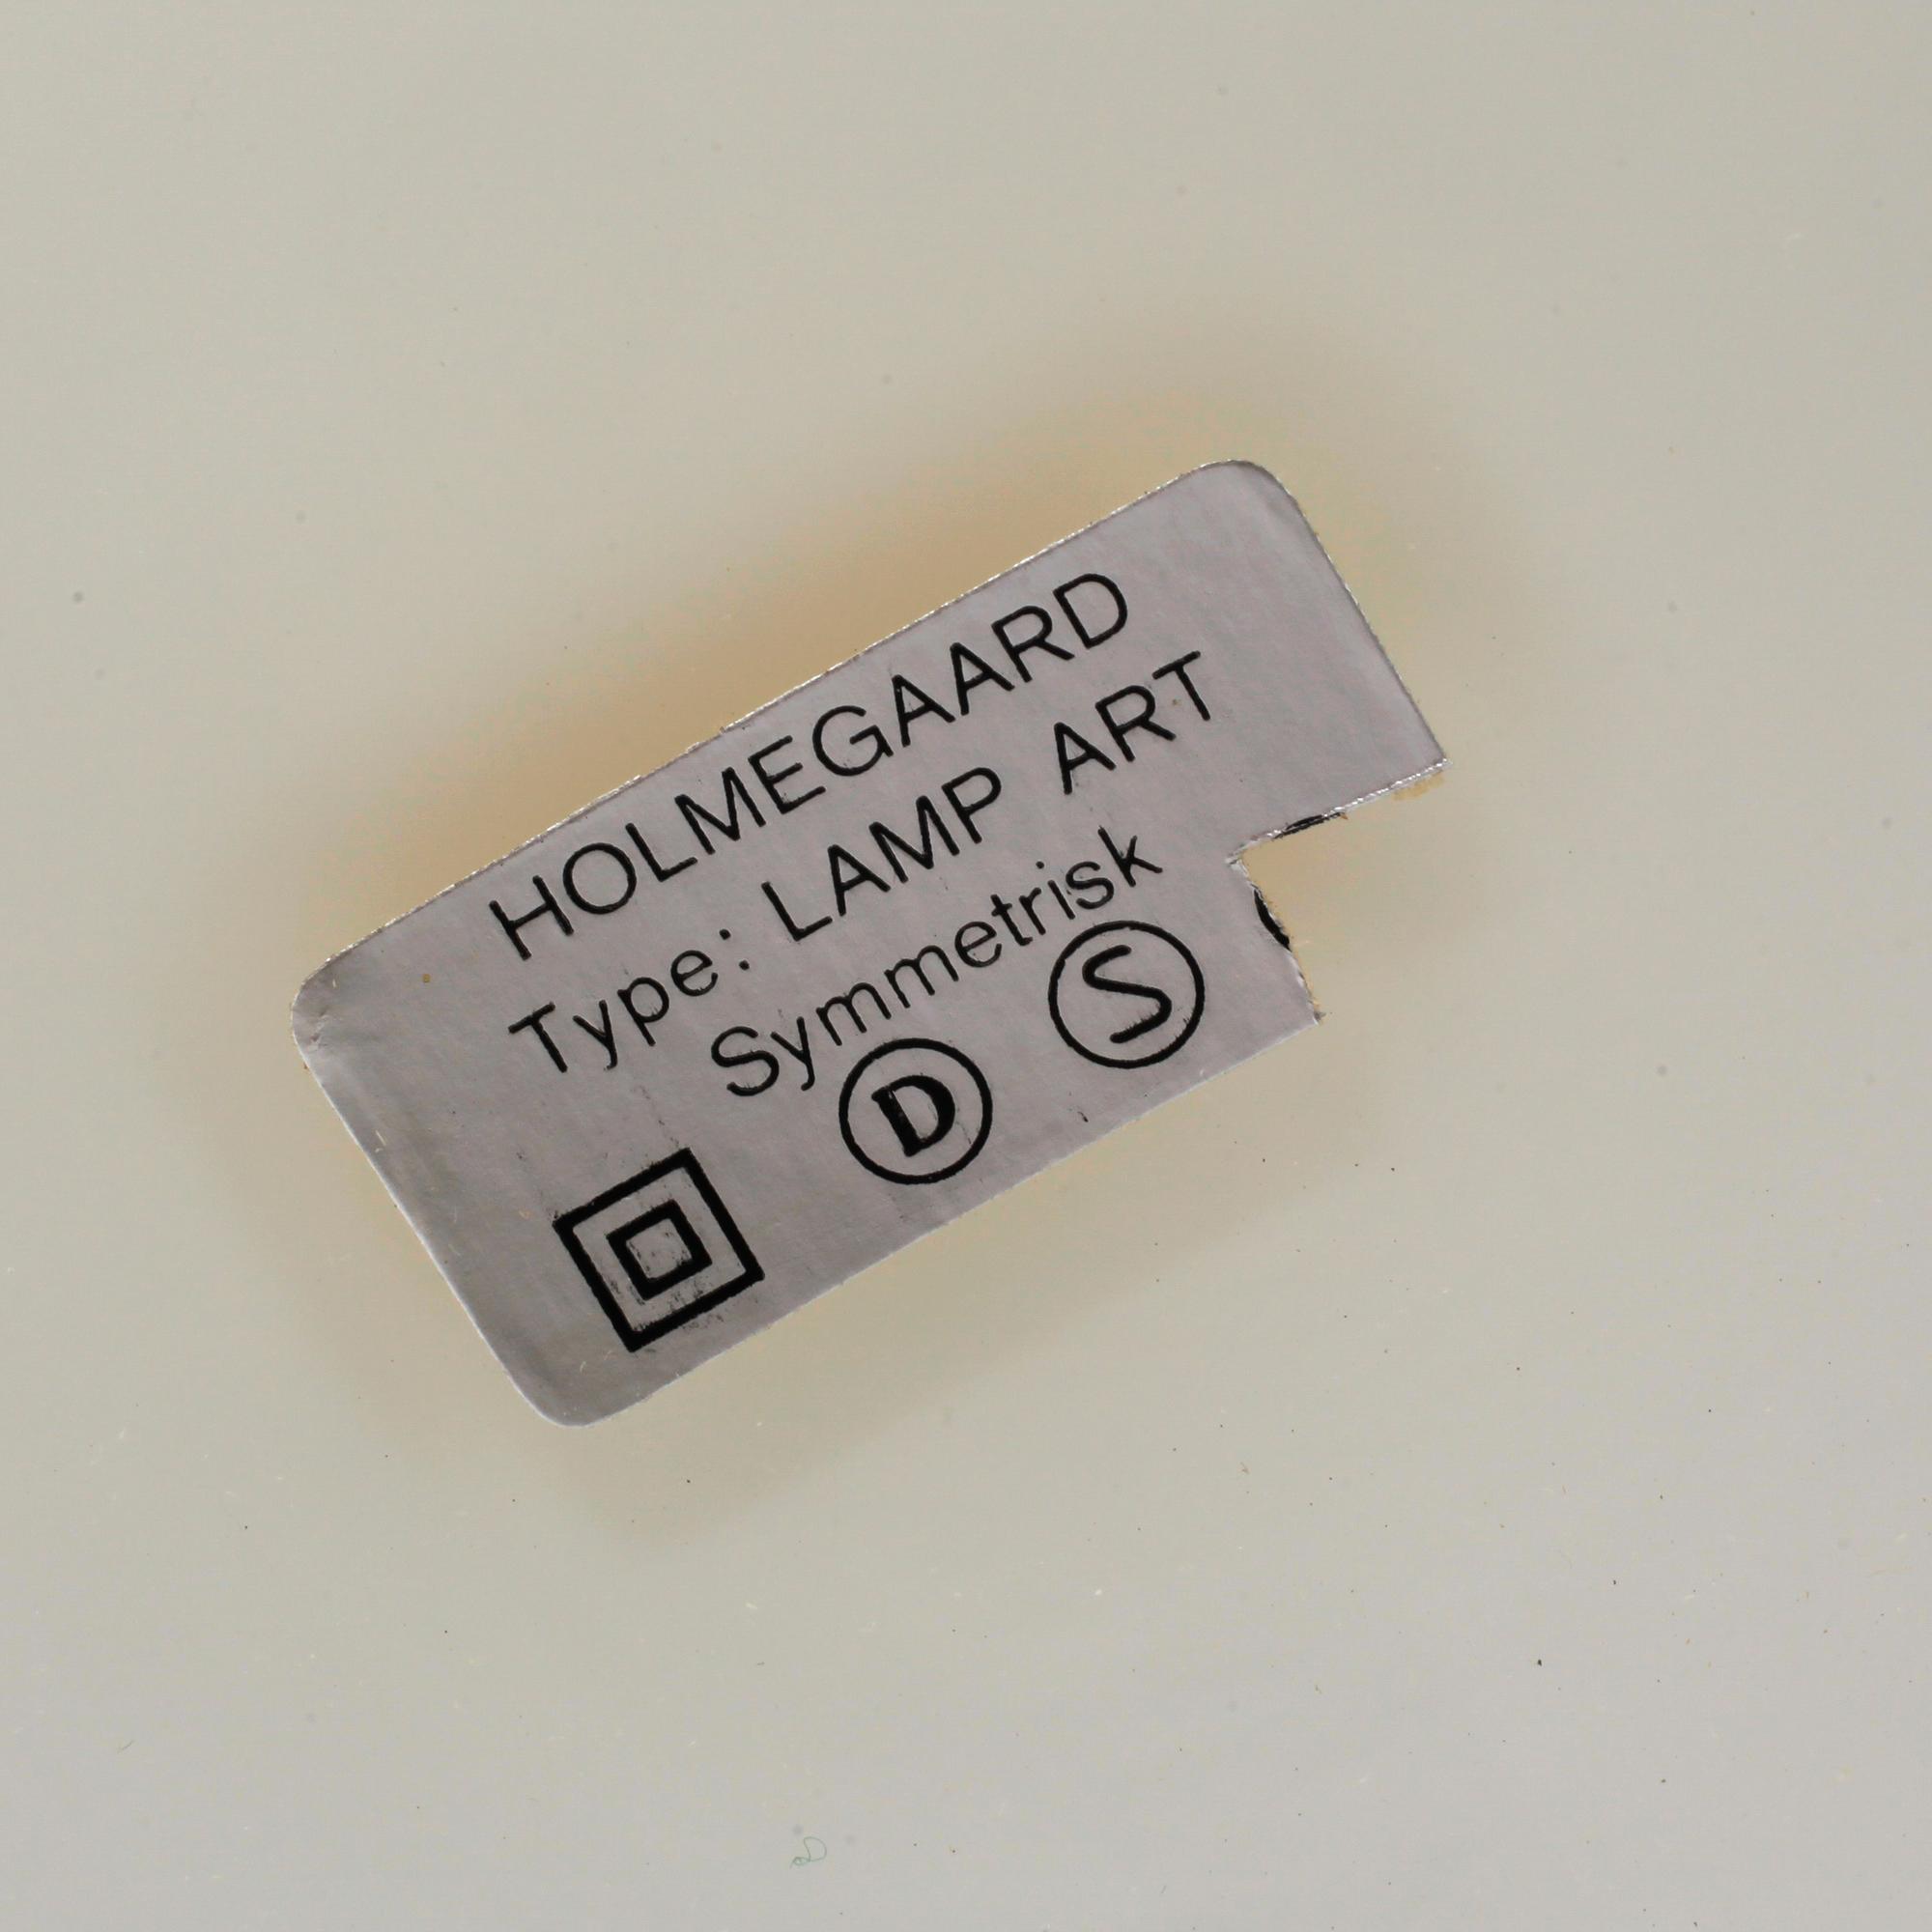 HOLMEGAARD
Type: LAMP ART
Symmetrisk
D S